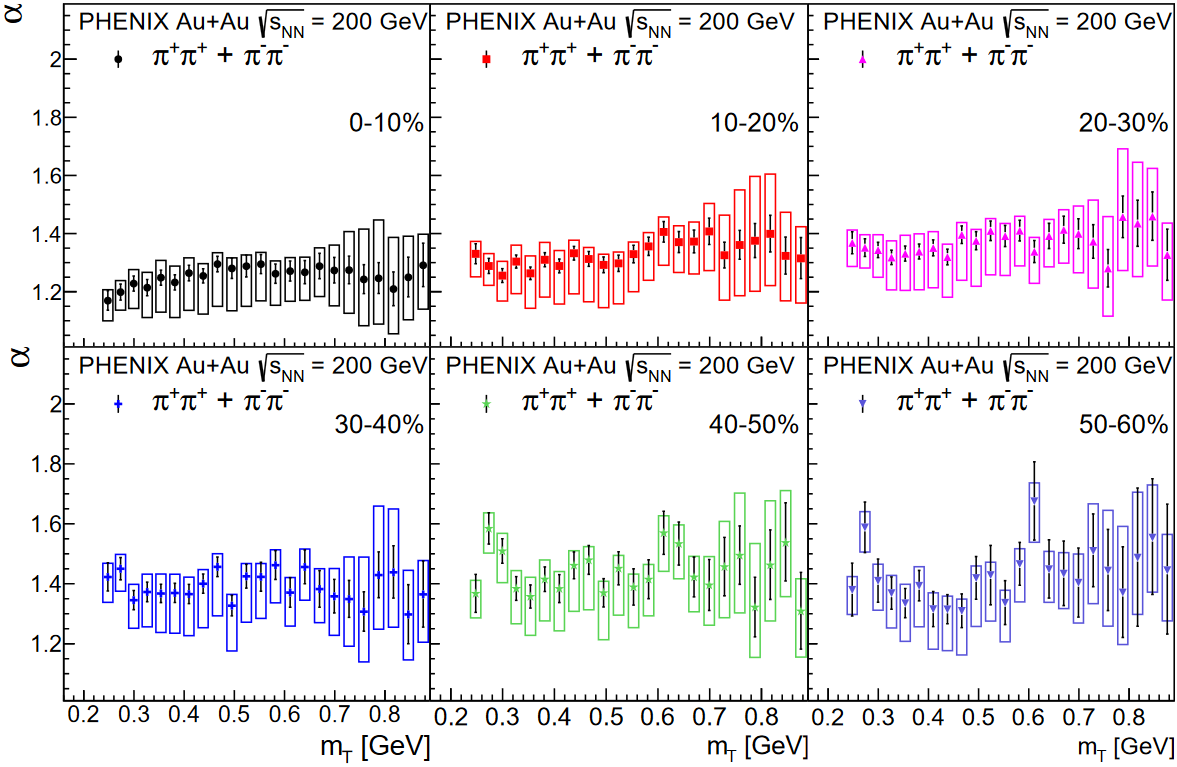 α
PHENIX Au+Au √sNN = 200 GeV
π+π+ + π-π-
0-10%
2
1.8
1.6
1.4
1.2
PHENIX Au+Au √sNN = 200 GeV
π+π+ + π-π-
10-20%
PHENIX Au+Au √sNN = 200 GeV
π+π+ + π-π-
20-30%
α
PHENIX Au+Au √sNN = 200 GeV
π+π+ + π-π-
30-40%
2
1.8
1.6
1.4
1.2
0.2 0.3 0.4 0.5 0.6 0.7 0.8
mT [GeV]
PHENIX Au+Au √sNN = 200 GeV
π+π+ + π-π-
40-50%
0.2 0.3 0.4 0.5 0.6 0.7 0.8
mT [GeV]
PHENIX Au+Au √sNN = 200 GeV
π+π+ + π-π-
50-60%
0.2 0.3 0.4 0.5 0.6 0.7 0.8
mT [GeV]